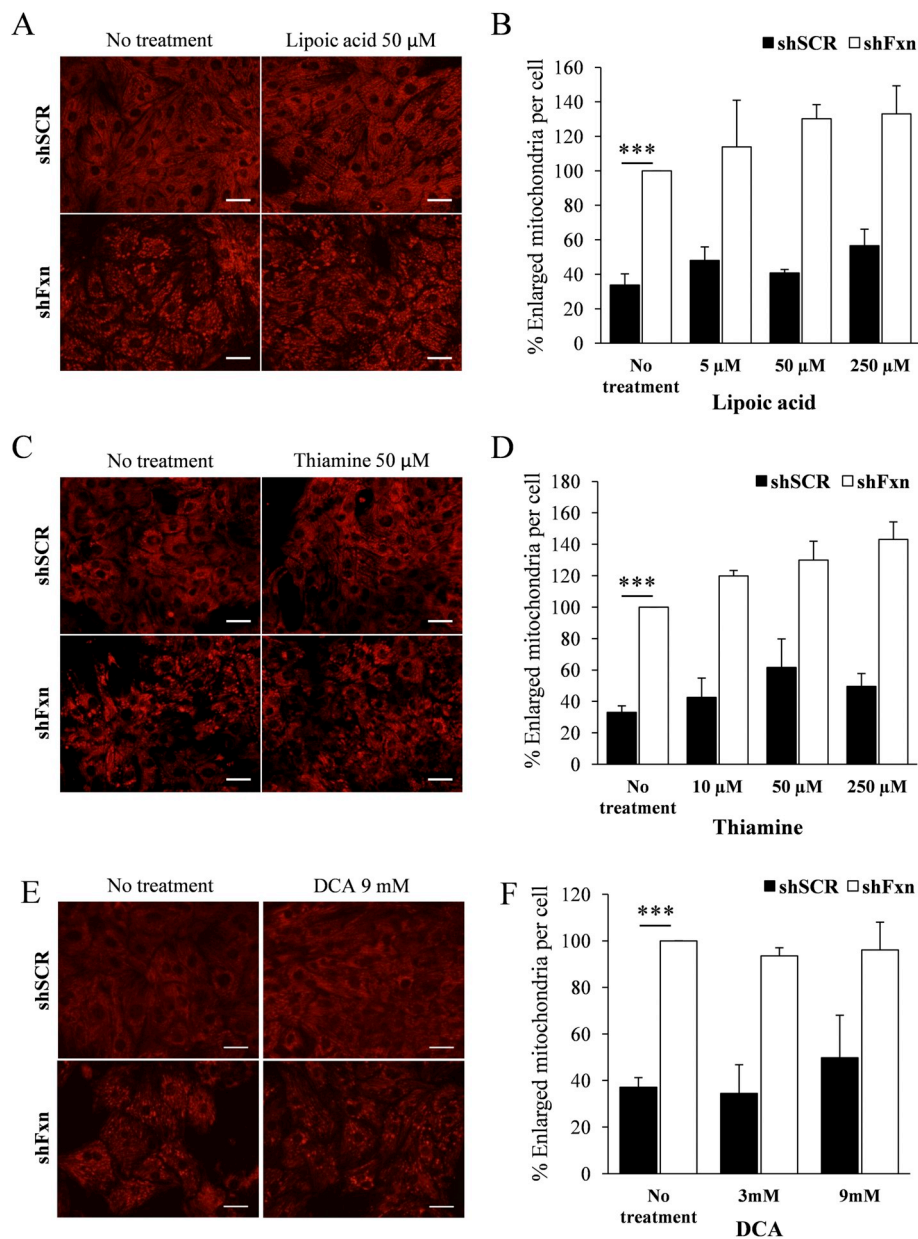 A
No treatment
Lipoic acid 50 μM
shSCR
shFxn
B
shSCR
shFxn
% Enlarged mitochondria per cell
160
140
120
100
80
60
40
20
0
***
No treatment
5 μM
50 μM
250 μM
Lipoic acid
C
No treatment
Thiamine 50 μM
shSCR
shFxn
D
shSCR
shFxn
% Enlarged mitochondria per cell
180
160
140
120
100
80
60
40
20
0
***
No treatment
10 μM
50 μM
250 μM
Thiamine
E
No treatment
DCA 9 mM
shSCR
shFxn
F
shSCR
shFxn
% Enlarged mitochondria per cell
120
100
80
60
40
20
0
***
No treatment
3mM
9mM
DCA